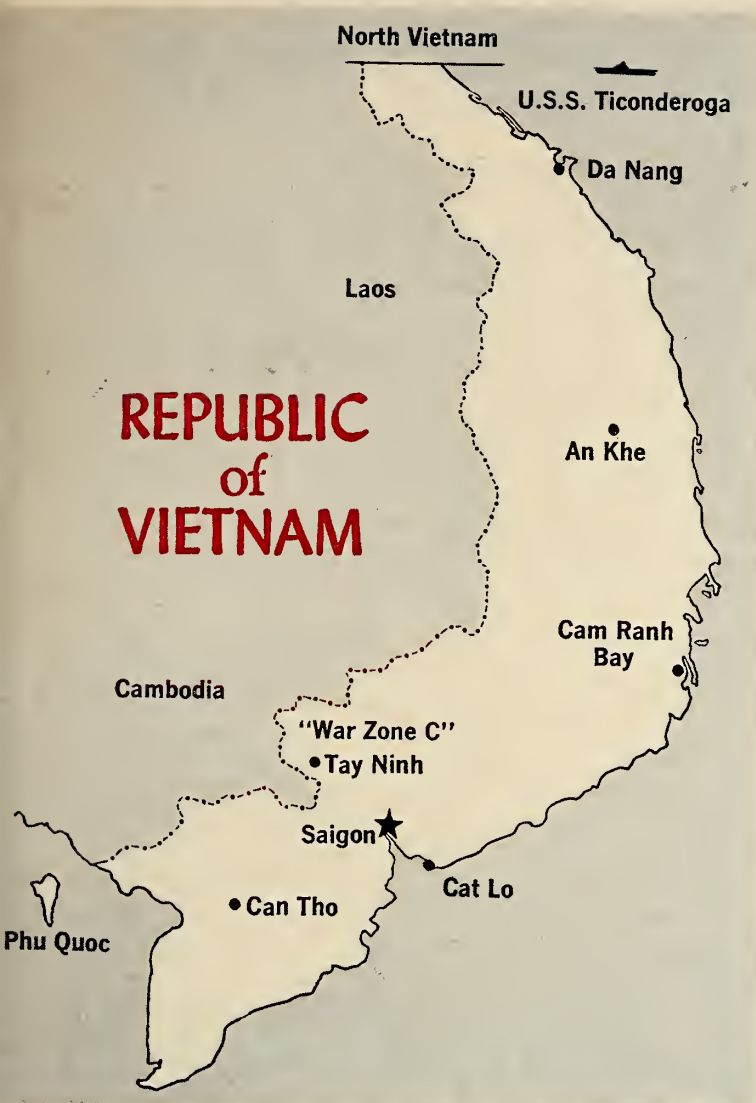 North Vietnam
U.S.S. Ticonderoga
Da Nang
Laos
REPUBLIC
of
VIETNAM
An Khe
Cam Ranh
Bay
Cambodia
"War Zone C"
Tay Ninh
Saigon
Cat Lo
Can Tho
Phu Quoc